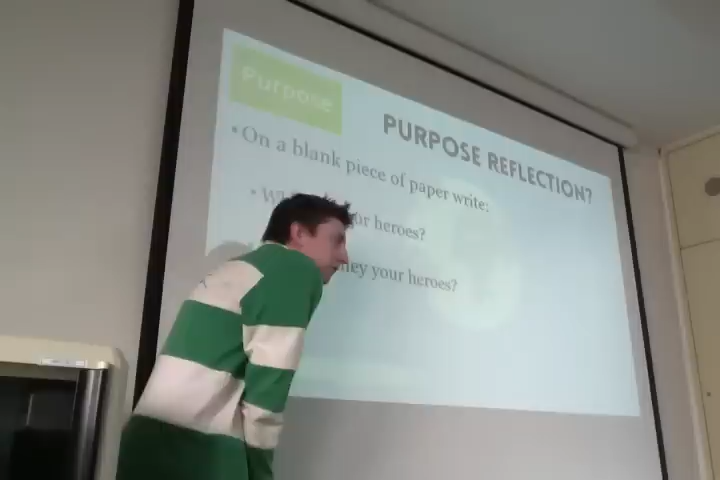 Purpose
PURPOSE REFLECTION?
• On a blank piece of paper write:
• heroes?
your heroes?